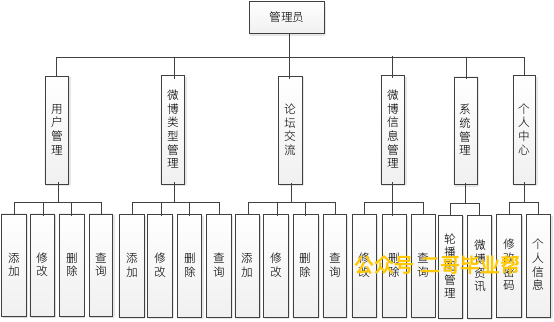 管理员
用户管理
微博类型管理
论坛交流
微博信息管理
系统管理
个人中心
添加
修改
删除
查询
添加
修改
删除
查询
添加
修改
删除
查询
修改
删除
查询
轮播图管理
微博资讯
修改密码
个人信息
公众号二哥毕业帮